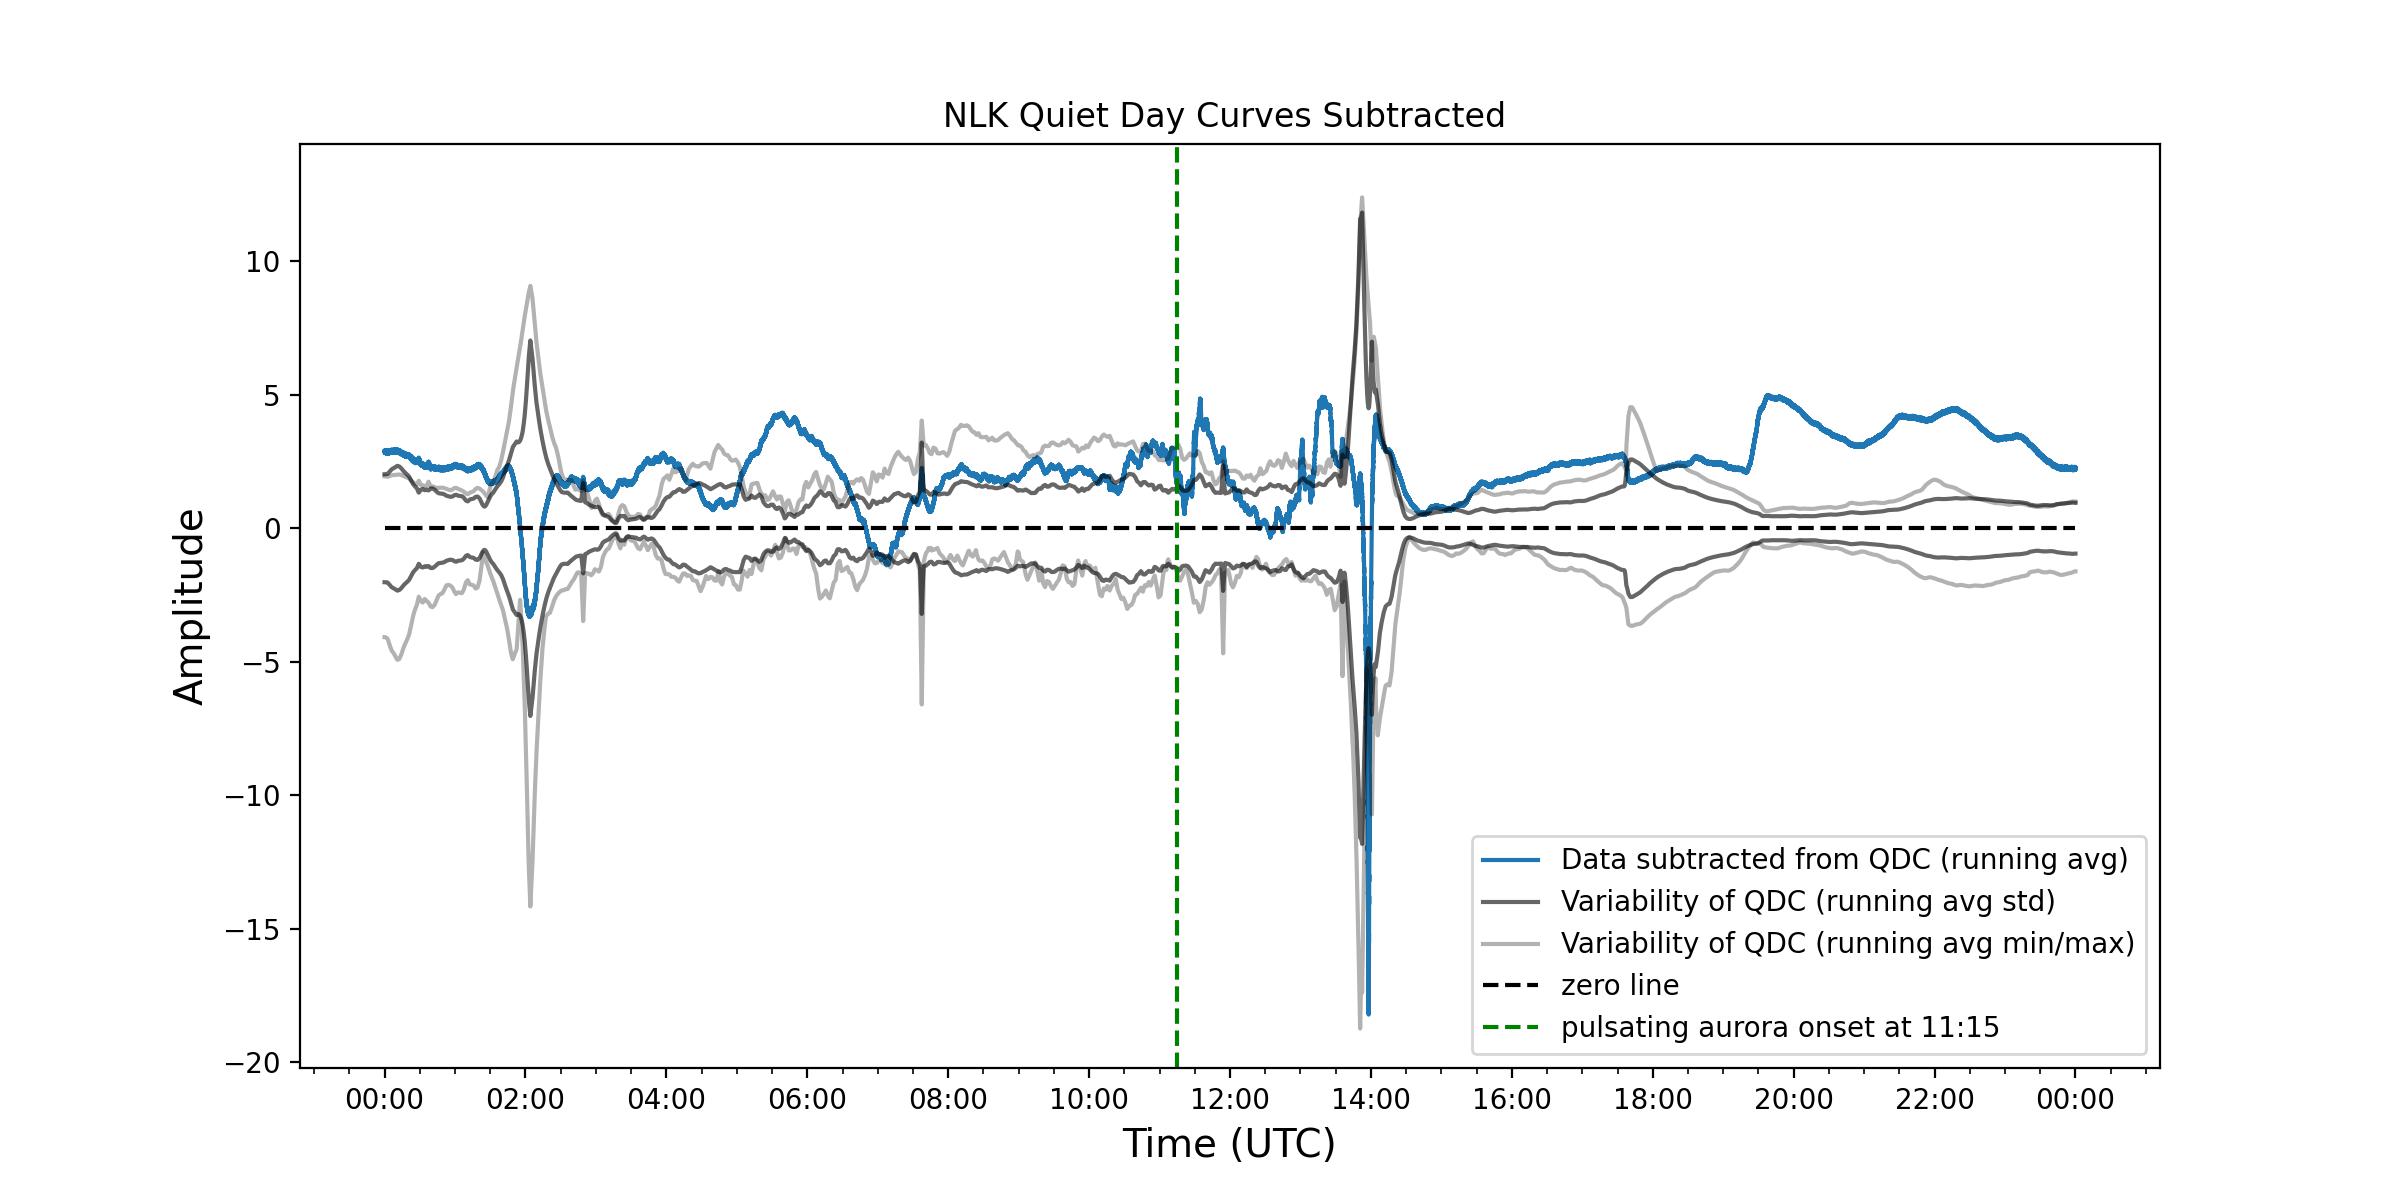 NLK Quiet Day Curves Subtracted
Amplitude
10
5
0
−5
−10
−15
−20
Data subtracted from QDC (running avg)
Variability of QDC (running avg std)
Variability of QDC (running avg min/max)
zero line
pulsating aurora onset at 11:15
00:00 02:00 04:00 06:00 08:00 10:00 12:00 14:00 16:00 18:00 20:00 22:00 00:00
Time (UTC)